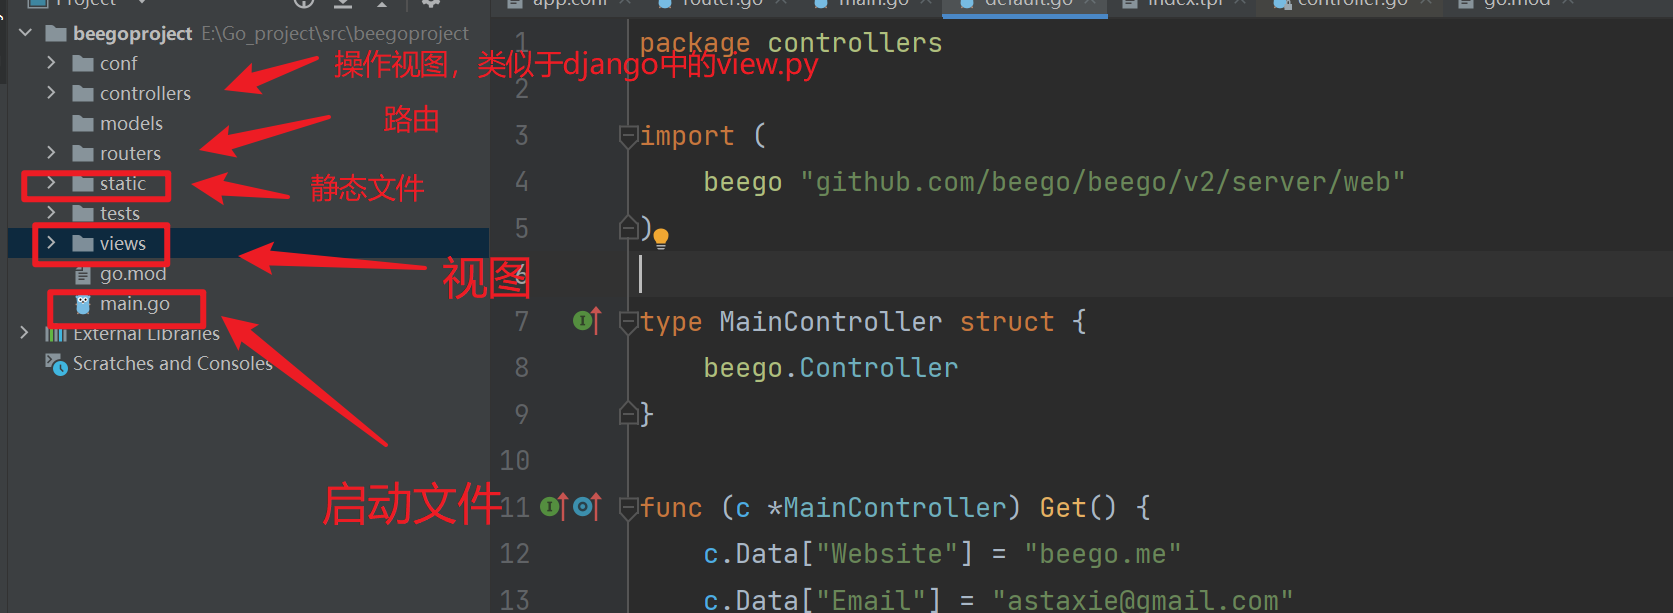 Project
app.conf
router.go
main.go
default.go
index.tpl
controller.go
go.mod
beegoproject E:\Go_project\src\beegoproject
conf
controllers
models
routers
static
tests
views
go.mod
main.go
External Libraries
Scratches and Consoles
操作视图，类似于django中的view.py
路由
静态文件
视图
启动文件
1 package controllers
2
3 import (
4 beego "github.com/beego/beego/v2/server/web"
5 )
6
7 type MainController struct {
8 beego.Controller
9 }
10
11 func (c *MainController) Get() {
12 c.Data["Website"] = "beego.me"
13 c.Data["Email"] = "astaxie@gmail.com"